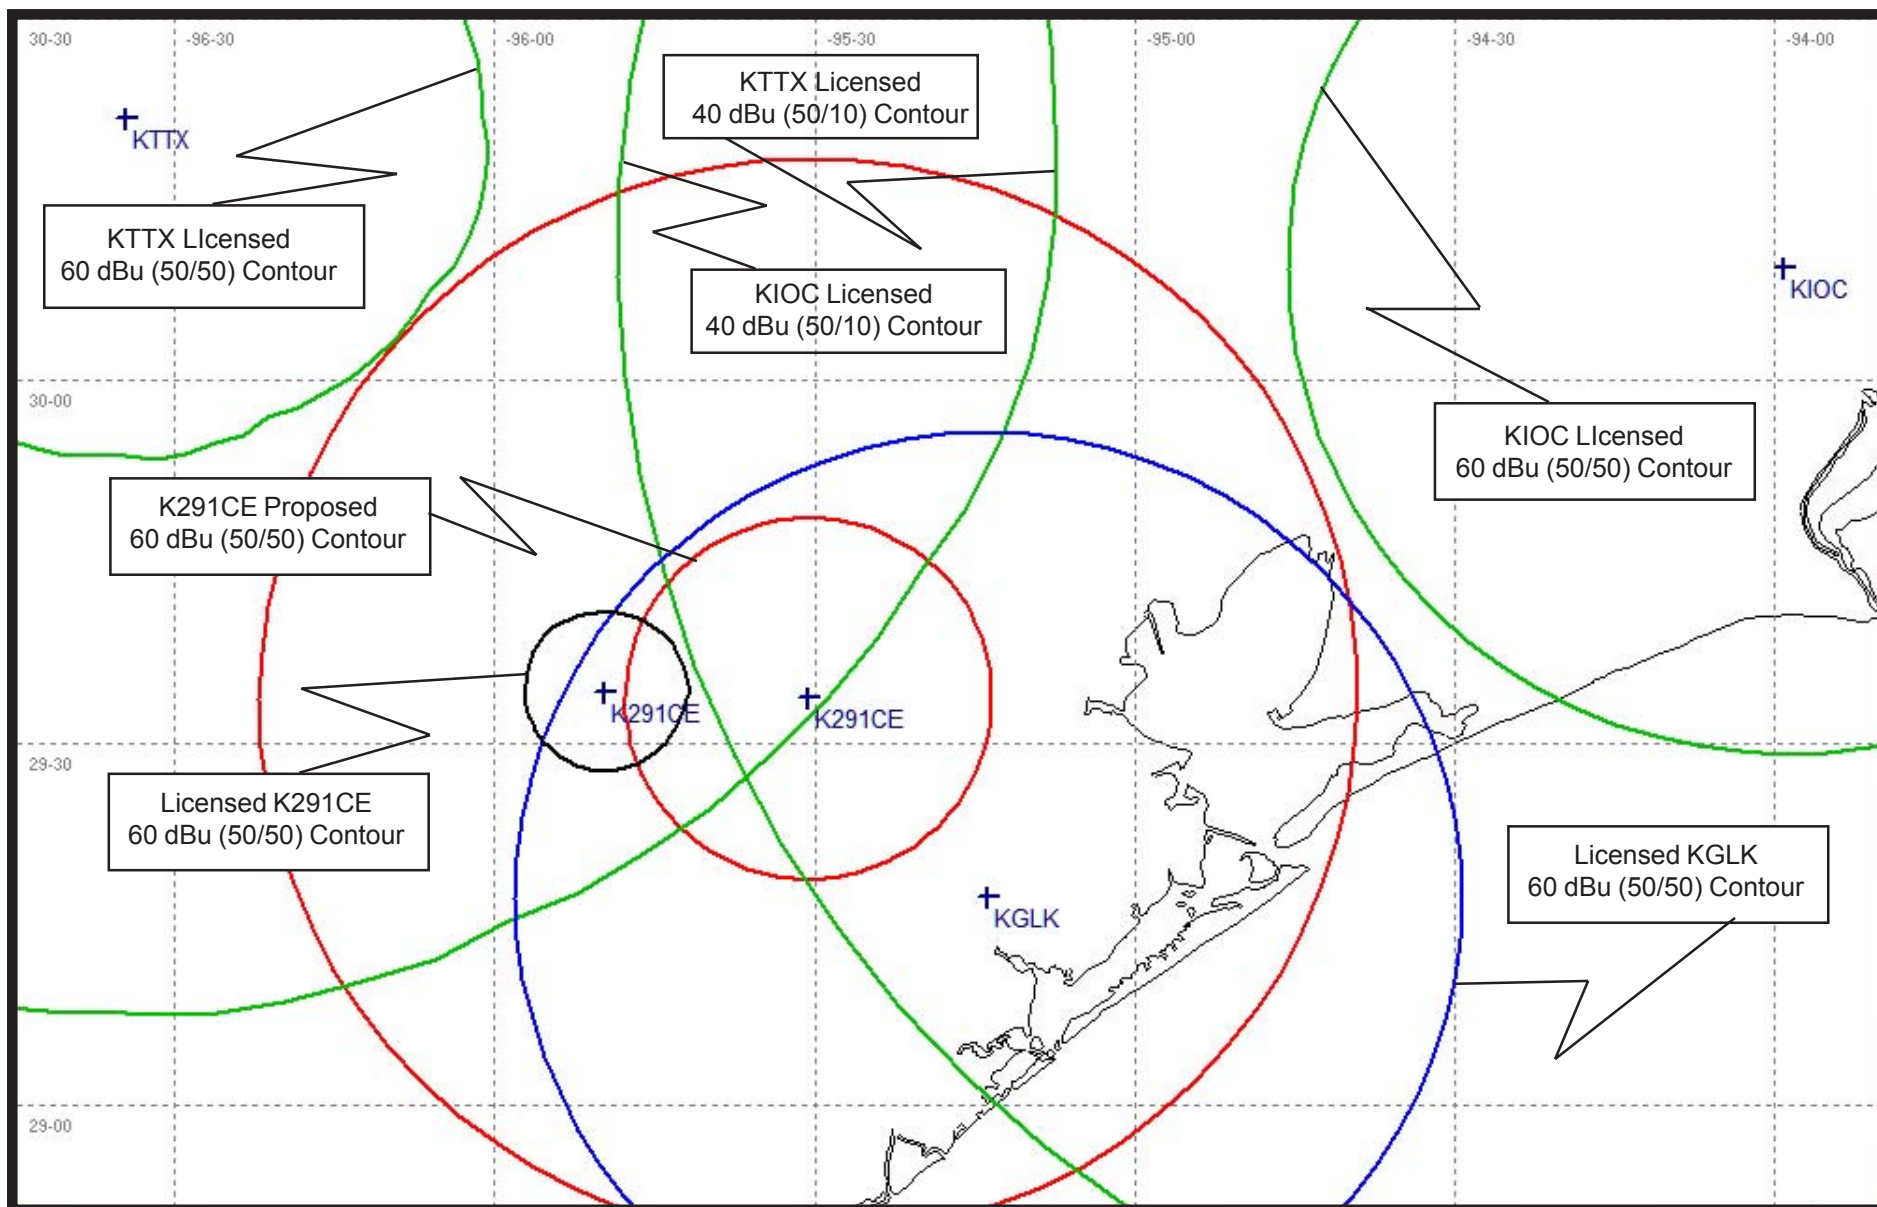 30-30
-96-30
-96-00
-95-30
-95-00
-94-30
-94-00
KTTX Licensed
40 dBu (50/10) Contour
KTTX
KTTX LIcensed
60 dBu (50/50) Contour
KIOC Licensed
40 dBu (50/10) Contour
KIOC
30-00
KIOC LIcensed
60 dBu (50/50) Contour
K291CE Proposed
60 dBu (50/50) Contour
K291CE
K291CE
29-30
Licensed K291CE
60 dBu (50/50) Contour
Licensed KGLK
60 dBu (50/50) Contour
KGLK
29-00